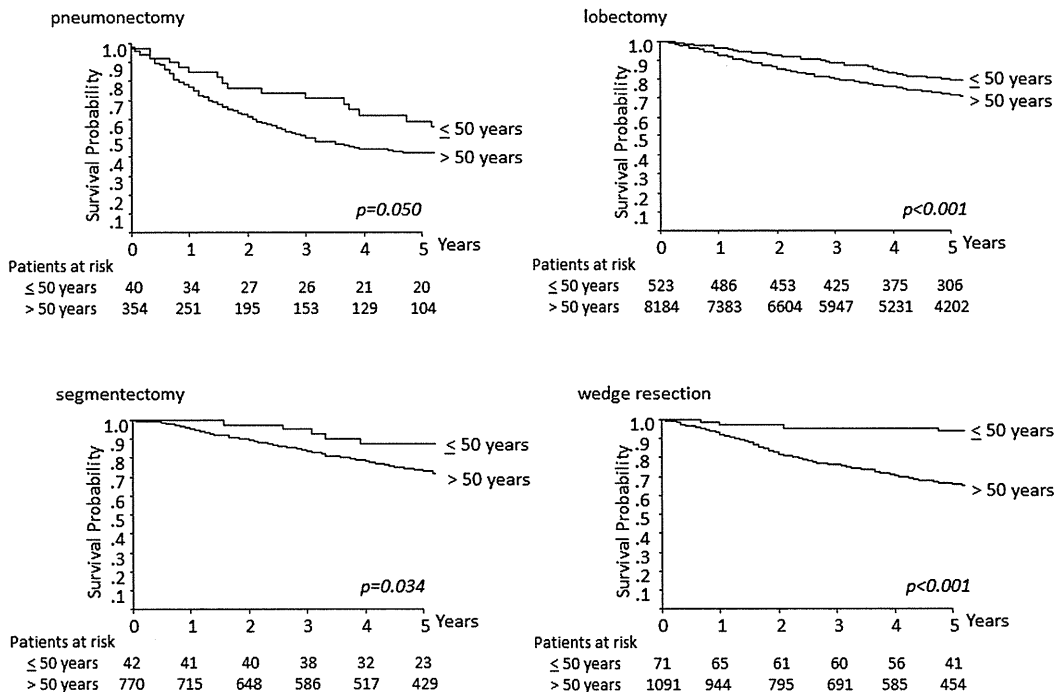 pneumonectomy
Survival Probability
1.0
.9
.8
.7
.6
.5
.4
.3
.2
.1
≤ 50 years
> 50 years
p=0.050
0 1 2 3 4 5 Years
Patients at risk
≤ 50 years 40 34 27 26 21 20
> 50 years 354 251 195 153 129 104
lobectomy
Survival Probability
1.0
.9
.8
.7
.6
.5
.4
.3
.2
.1
≤ 50 years
> 50 years
p<0.001
0 1 2 3 4 5 Years
Patients at risk
≤ 50 years 523 486 453 425 375 306
> 50 years 8184 7383 6604 5947 5231 4202
segmentectomy
Survival Probability
1.0
.9
.8
.7
.6
.5
.4
.3
.2
.1
≤ 50 years
> 50 years
p=0.034
0 1 2 3 4 5 Years
Patients at risk
≤ 50 years 42 41 40 38 32 23
> 50 years 770 715 648 586 517 429
wedge resection
Survival Probability
1.0
.9
.8
.7
.6
.5
.4
.3
.2
.1
≤ 50 years
> 50 years
p<0.001
0 1 2 3 4 5 Years
Patients at risk
≤ 50 years 71 65 61 60 56 41
> 50 years 1091 944 795 691 585 454